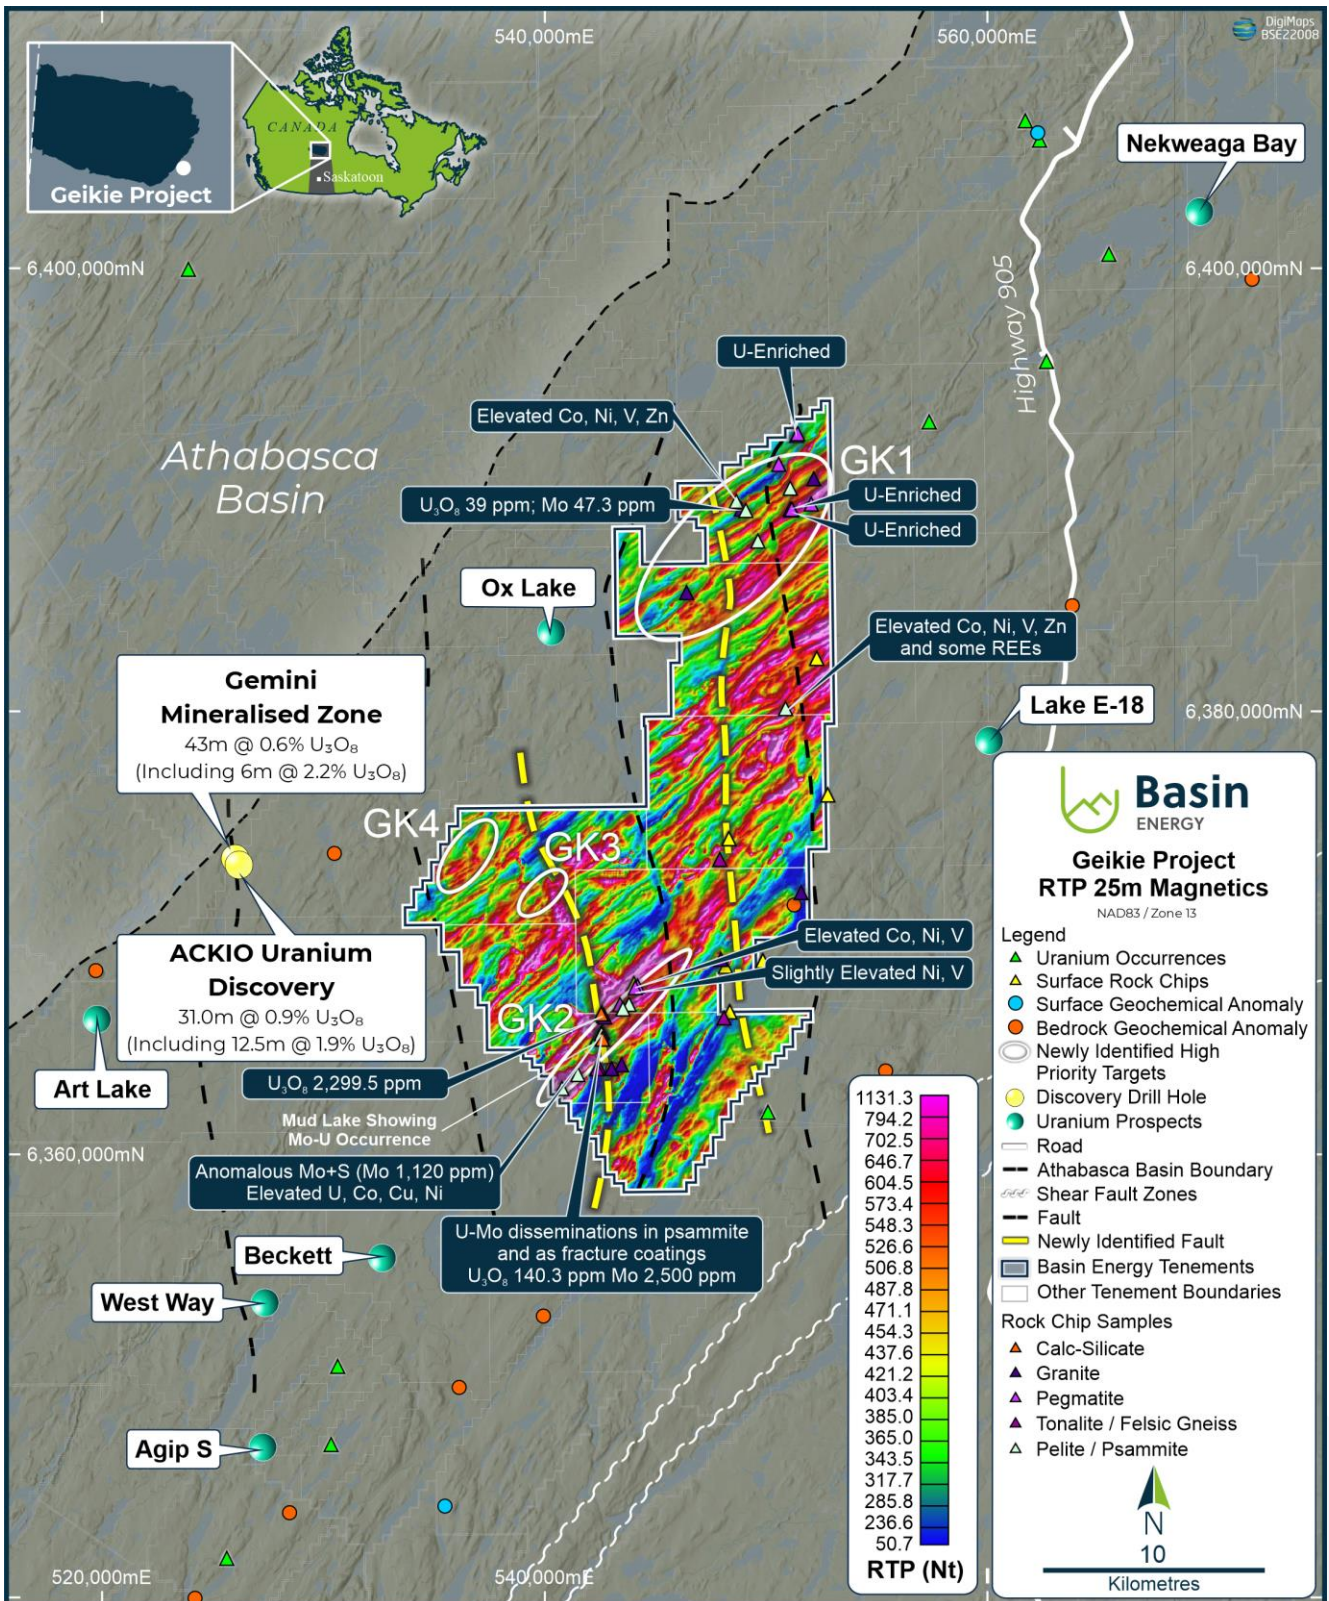 540,000mE
560,000mE
DigiMaps
BSE22008
CANADA
Saskatoon
Geikie Project
Nekweaga Bay
6,400,000mN
6,400,000mN
Highway 905
U-Enriched
Elevated Co, Ni, V, Zn
GK1
Athabasca
Basin
U₃O₈ 39 ppm; Mo 47.3 ppm
U-Enriched
U-Enriched
Ox Lake
Elevated Co, Ni, V, Zn
and some REEs
Gemini
Mineralised Zone
43m @ 0.6% U₃O₈
(Including 6m @ 2.2% U₃O₈)
Lake E-18
6,380,000mN
GK4
GK3
ACKIO Uranium
Discovery
31.0m @ 0.9% U₃O₈
(Including 12.5m @ 1.9% U₃O₈)
Elevated Co, Ni, V
Slightly Elevated Ni, V
GK2
Art Lake
U₃O₈ 2,299.5 ppm
Mud Lake Showing
Mo-U Occurrence
6,360,000mN
Anomalous Mo+S (Mo 1,120 ppm)
Elevated U, Co, Cu, Ni
U-Mo disseminations in psammite
and as fracture coatings
U₃O₈ 140.3 ppm Mo 2,500 ppm
Beckett
West Way
Agip S
520,000mE
540,000mE
1131.3
794.2
702.5
646.7
604.5
573.4
548.3
526.6
506.8
487.8
471.1
454.3
437.6
421.2
403.4
385.0
365.0
343.5
317.7
285.8
236.6
50.7
RTP (Nt)
Basin
ENERGY
Geikie Project
RTP 25m Magnetics
NAD83 / Zone 13
Legend
Uranium Occurrences
Surface Rock Chips
Surface Geochemical Anomaly
Bedrock Geochemical Anomaly
Newly Identified High
Priority Targets
Discovery Drill Hole
Uranium Prospects
Road
Athabasca Basin Boundary
Shear Fault Zones
Fault
Newly Identified Fault
Basin Energy Tenements
Other Tenement Boundaries
Rock Chip Samples
Calc-Silicate
Granite
Pegmatite
Tonalite / Felsic Gneiss
Pelite / Psammite
N
10
Kilometres